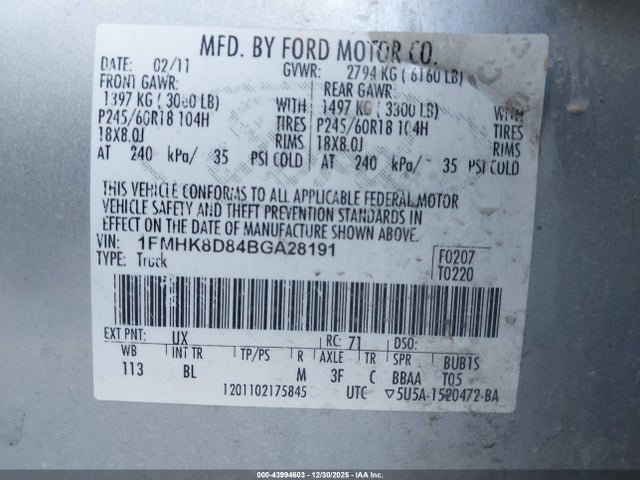 MFD. BY FORD MOTOR CO.
DATE: 02/11 GVWR: 2794 KG ( 6160 LB)
FRONT GAWR: REAR GAWR:
1397 KG ( 3080 LB) WITH 1497 KG ( 3300 LB) WITH
P245/60R18 104H TIRES P245/60R18 104H TIRES
18X8.0J RIMS 18X8.0J RIMS
AT 240 kPa/ 35 PSI COLD AT 240 kPa/ 35 PSI COLD
THIS VEHICLE CONFORMS TO ALL APPLICABLE FEDERAL MOTOR
VEHICLE SAFETY AND THEFT PREVENTION STANDARDS IN
EFFECT ON THE DATE OF MANUFACTURE SHOWN ABOVE.
VIN: 1FMHK8D84BGA28191 F0207
TYPE: Truck T0220
EXT PNT: UX RC: 71 DSO:
WB INT TR TP/PS R AXLE TR SPR BUBTS
113 BL M 3F C BBAA T05
1201102175845 UTC ▽5U5A-1520472-BA
000-43994603 - 12/30/2025 - IAA Inc.